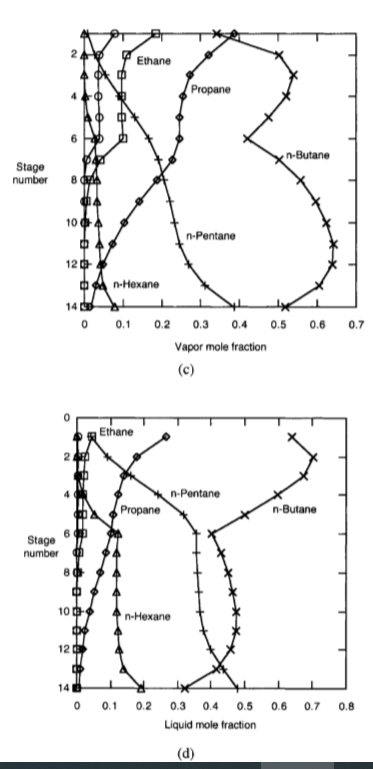 2
4
6
8
10
12
14
Stage
number
Ethane
Propane
n-Butane
n-Pentane
n-Hexane
0 0.1 0.2 0.3 0.4 0.5 0.6 0.7
Vapor mole fraction
(c)
0
2
4
6
8
10
12
14
Stage
number
Ethane
n-Pentane
Propane
n-Butane
n-Hexane
0 0.1 0.2 0.3 0.4 0.5 0.6 0.7 0.8
Liquid mole fraction
(d)